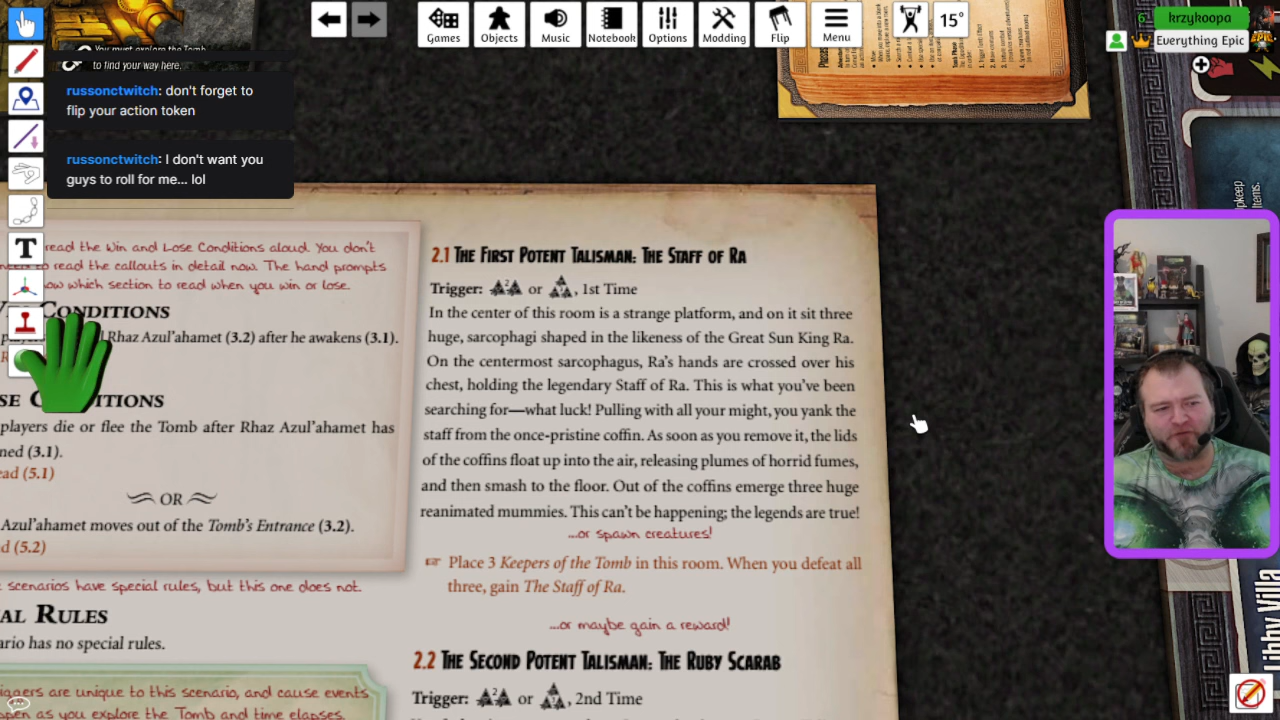 Games
Objects
Music
Notebook
Options
Modding
Flip
Menu
15°
krzykoopa
Everything Epic
EPIC
You must explore the Tomb
to find your way here.
russonctwitch: don't forget to
flip your action token
russonctwitch: I don't want you
guys to roll for me... lol
T
read the Win and Lose Conditions aloud. You don't
to read the callouts in detail now. The hand prompts
ow which section to read when you win or lose.
Conditions
Rhaz Azul'ahamet (3.2) after he awakens (3.1).
players die or flee the Tomb after Rhaz Azul'ahamet has
ned (3.1).
ead (5.1)
OR
Azul'ahamet moves out of the Tomb's Entrance (3.2).
d (5.2)
scenarios have special rules, but this one does not.
al Rules
ario has no special rules.
iggers are unique to this scenario, and cause events
pen as you explore the Tomb and time elapses.
2.1 The First Potent Talisman: The Staff of Ra
Trigger: or , 1st Time
In the center of this room is a strange platform, and on it sit three
huge, sarcophagi shaped in the likeness of the Great Sun King Ra.
On the centermost sarcophagus, Ra's hands are crossed over his
chest, holding the legendary Staff of Ra. This is what you've been
searching for—what luck! Pulling with all your might, you yank the
staff from the once-pristine coffin. As soon as you remove it, the lids
of the coffins float up into the air, releasing plumes of horrid fumes,
and then smash to the floor. Out of the coffins emerge three huge
reanimated mummies. This can't be happening; the legends are true!
...or spawn creatures!
Place 3 Keepers of the Tomb in this room. When you defeat all
three, gain The Staff of Ra.
...or maybe gain a reward!
2.2 The Second Potent Talisman: The Ruby Scarab
Trigger: or , 2nd Time
pkeep
Items.
Libby Villa